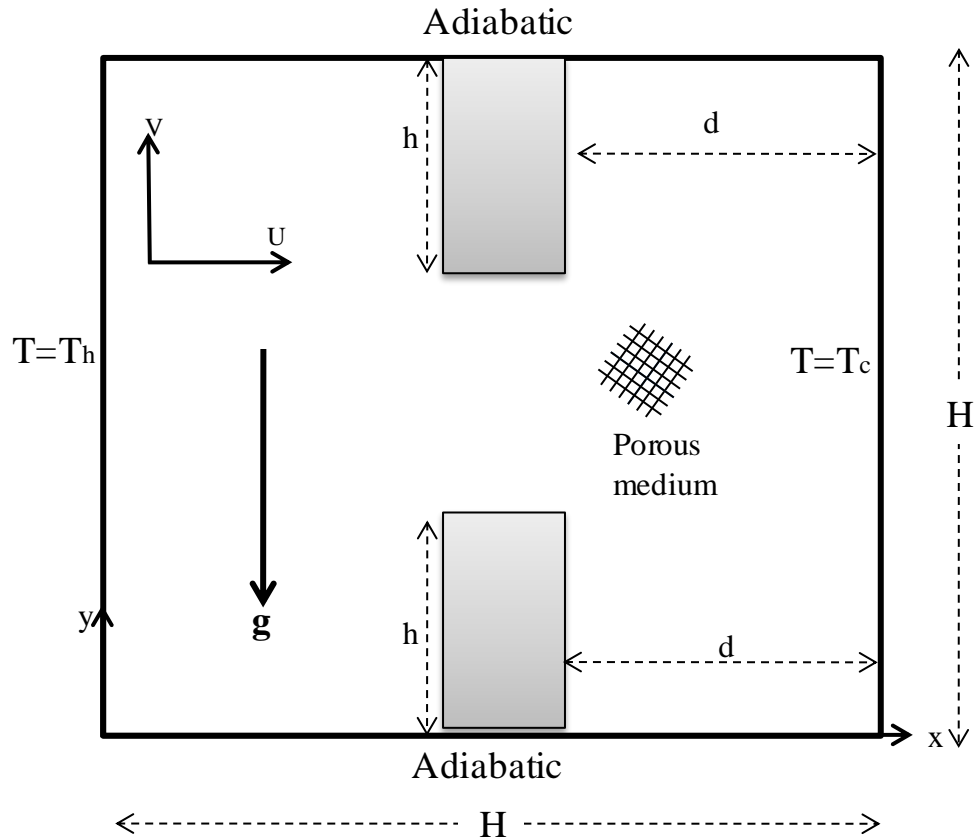 Adiabatic
V
h
d
U
T=Th
T=Tc
H
Porous
medium
y
g
h
d
x
Adiabatic
H